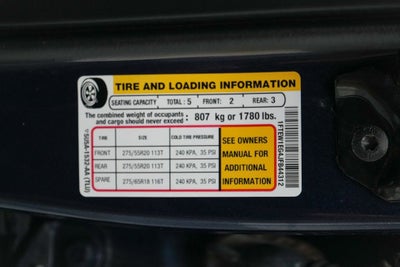 TIRE AND LOADING INFORMATION
SEATING CAPACITY TOTAL: 5 FRONT: 2 REAR: 3
The combined weight of occupants
and cargo should never exceed : 807 kg or 1780 lbs.
TIRE SIZE COLD TIRE PRESSURE
FRONT 275/55R20 113T 240 KPA, 35 PSI
REAR 275/55R20 113T 240 KPA, 35 PSI
SPARE 275/65R18 116T 240 KPA, 35 PSI
SEE OWNERS
MANUAL FOR
ADDITIONAL
INFORMATION